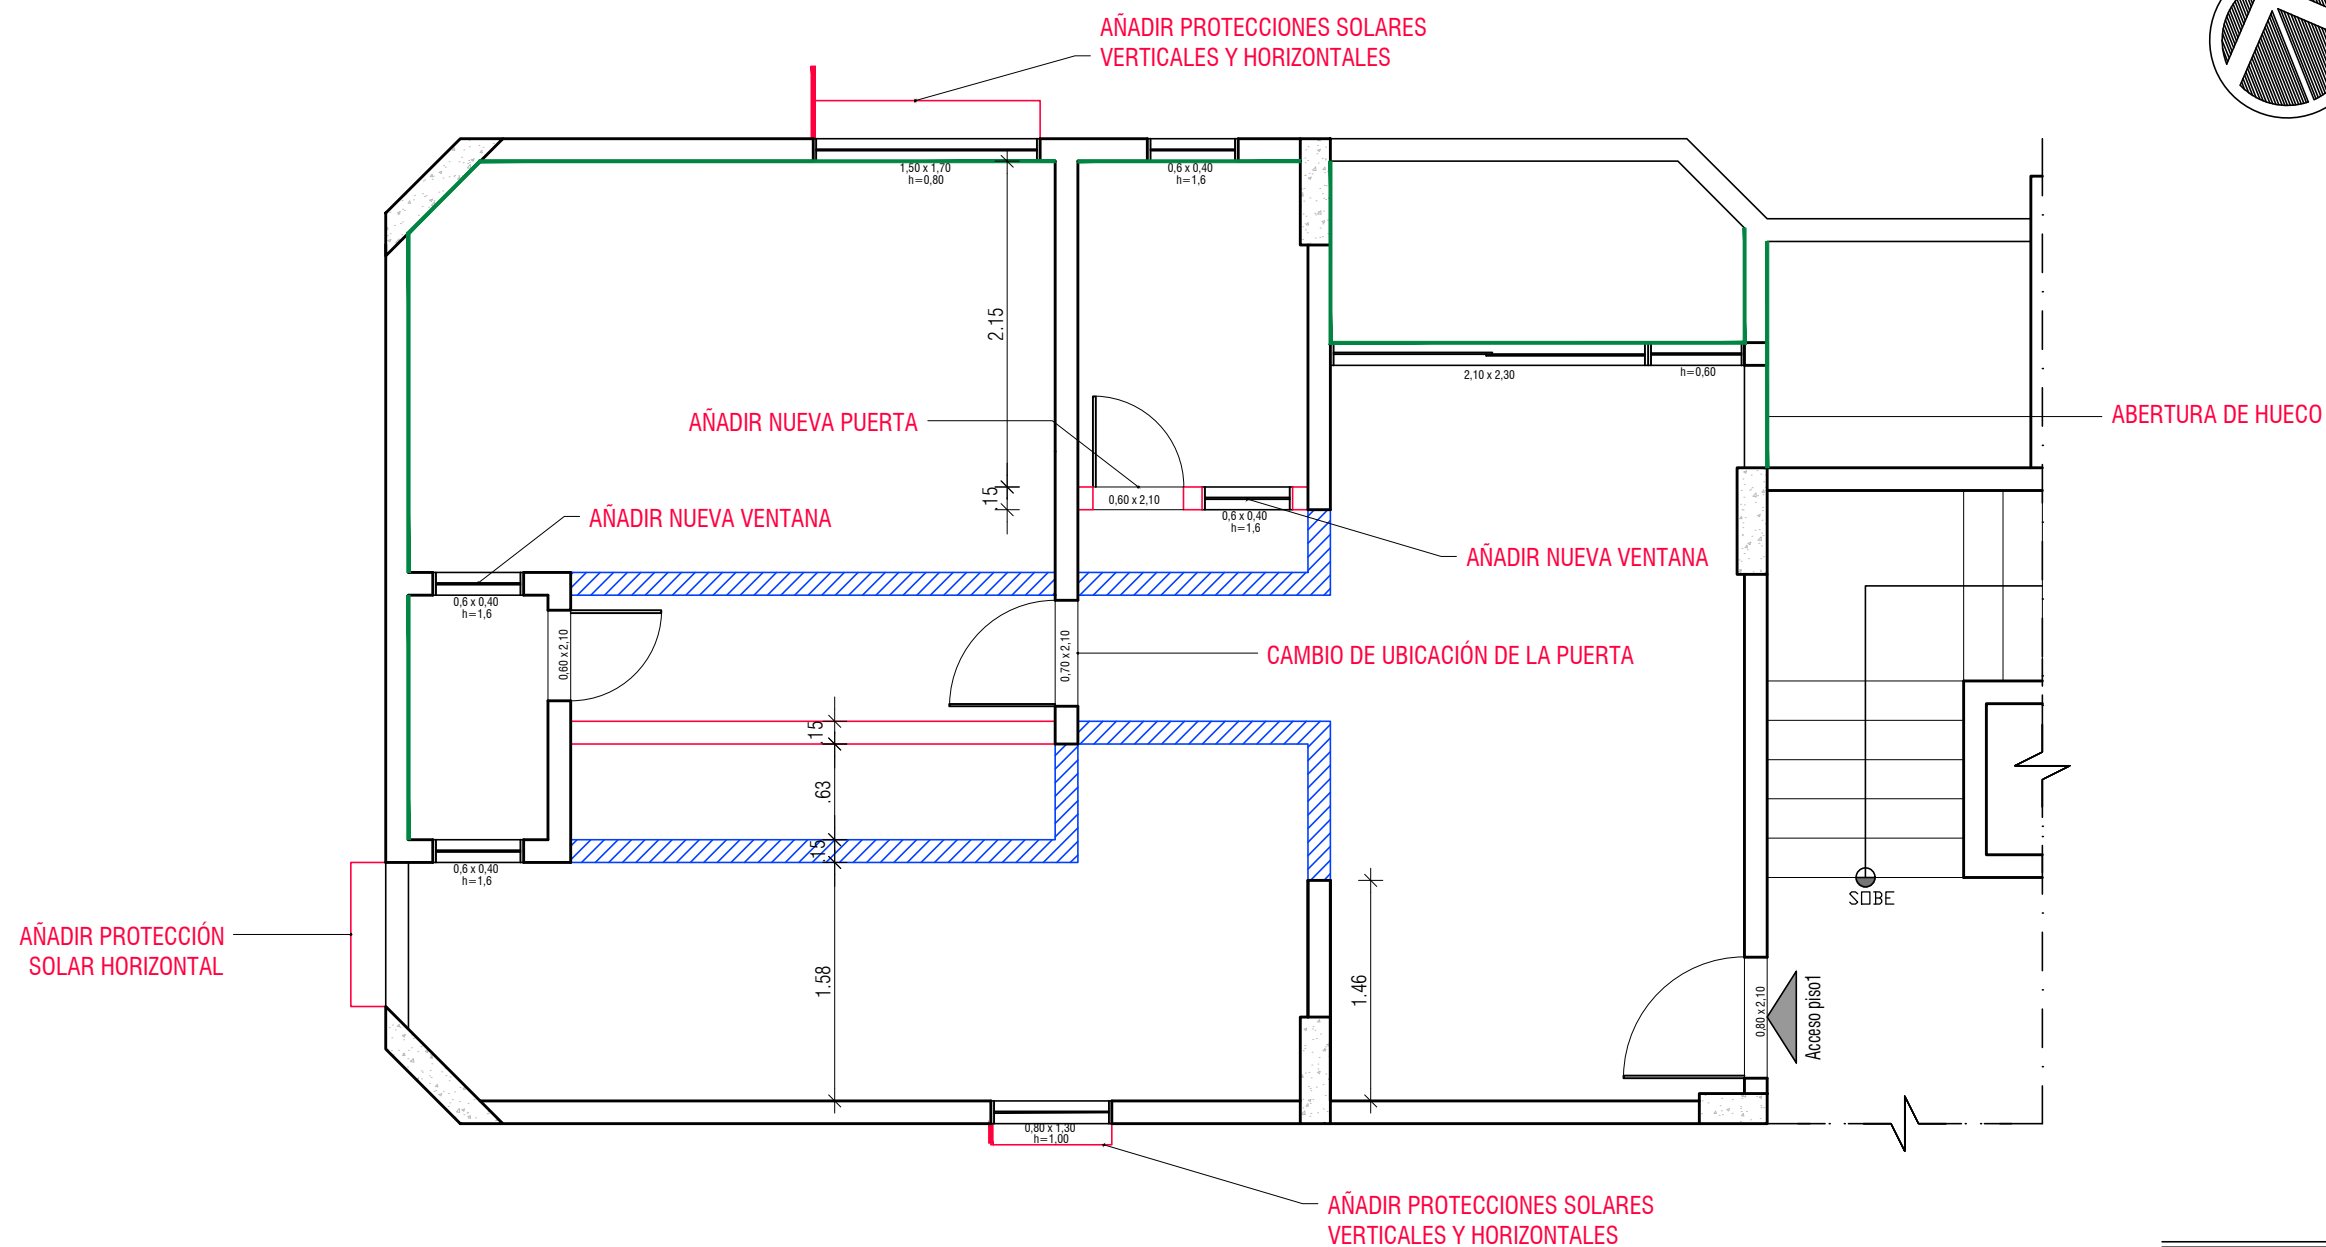 AÑADIR PROTECCIONES SOLARES
VERTICALES Y HORIZONTALES
1,50 x 1,70
h=0,80
0,6 x 0,40
h=1,6
2.15
2,10 x 2,30
h=0,60
AÑADIR NUEVA PUERTA
ABERTURA DE HUECO
.15
0,60 x 2,10
0,6 x 0,40
h=1,6
AÑADIR NUEVA VENTANA
AÑADIR NUEVA VENTANA
0,6 x 0,40
h=1,6
0,60 x 2,10
0,70 x 2,10
CAMBIO DE UBICACIÓN DE LA PUERTA
.15
.63
.15
0,6 x 0,40
h=1,6
SOBE
AÑADIR PROTECCIÓN
SOLAR HORIZONTAL
1.58
1.46
0,80 x 2,10
Acceso piso1
0,80 x 1,30
h=1,00
AÑADIR PROTECCIONES SOLARES
VERTICALES Y HORIZONTALES